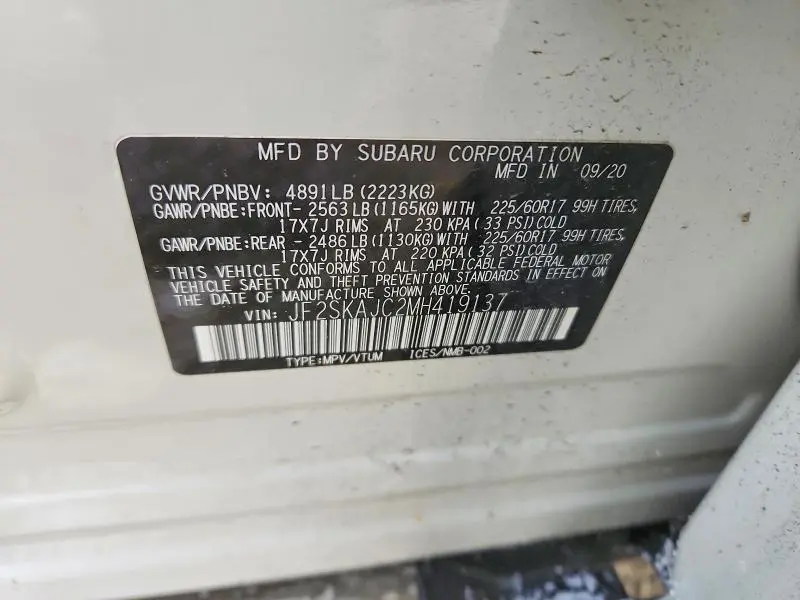 MFD BY SUBARU CORPORATION
MFD IN 09/20
GVWR/PNBV: 4891LB(2223KG)
GAWR/PNBE:FRONT- 2563LB(1165KG)WITH 225/60R17 99H TIRES,
17X7J RIMS AT 230 KPA( 33 PSI)COLD
GAWR/PNBE:REAR - 2486LB(1130KG)WITH 225/60R17 99H TIRES,
17X7J RIMS AT 220 KPA( 32 PSI)COLD
THIS VEHICLE CONFORMS TO ALL APPLICABLE FEDERAL MOTOR
VEHICLE SAFETY AND THEFT PREVENTION STANDARDS IN EFFECT ON
THE DATE OF MANUFACTURE SHOWN ABOVE.
VIN: JF2SKAJC2MH419137
TYPE:MPV/VTUM ICES/NMB-002